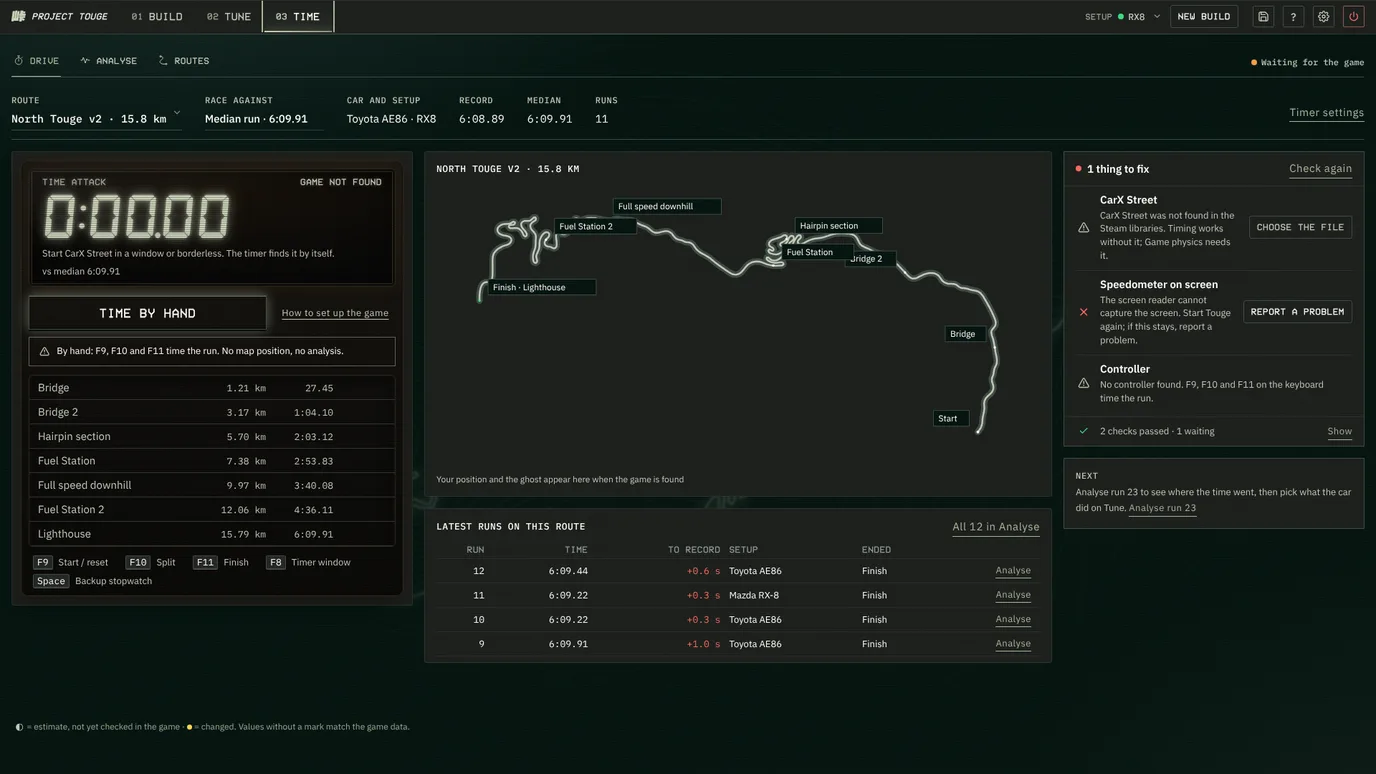 PROJECT TOUGE
01 BUILD
02 TUNE
03 TIME
SETUP RX8
NEW BUILD
?
DRIVE
ANALYSE
ROUTES
Waiting for the game
ROUTE
North Touge v2 · 15.8 km
RACE AGAINST
Median run · 6:09.91
CAR AND SETUP
Toyota AE86 · RX8
RECORD
6:08.89
MEDIAN
6:09.91
RUNS
11
Timer settings
TIME ATTACK
GAME NOT FOUND
0:00.00
Start CarX Street in a window or borderless. The timer finds it by itself.
vs median 6:09.91
TIME BY HAND
How to set up the game
By hand: F9, F10 and F11 time the run. No map position, no analysis.
Bridge 1.21 km 27.45
Bridge 2 3.17 km 1:04.10
Hairpin section 5.70 km 2:03.12
Fuel Station 7.38 km 2:53.83
Full speed downhill 9.97 km 3:40.08
Fuel Station 2 12.06 km 4:36.11
Lighthouse 15.79 km 6:09.91
F9 Start / reset F10 Split F11 Finish F8 Timer window
Space Backup stopwatch
NORTH TOUGE V2 · 15.8 KM
Full speed downhill
Fuel Station 2
Hairpin section
Fuel Station
Bridge 2
Finish · Lighthouse
Bridge
Start
Your position and the ghost appear here when the game is found
LATEST RUNS ON THIS ROUTE
All 12 in Analyse
RUN TIME TO RECORD SETUP ENDED
12 6:09.44 +0.6 s Toyota AE86 Finish Analyse
11 6:09.22 +0.3 s Mazda RX-8 Finish Analyse
10 6:09.22 +0.3 s Toyota AE86 Finish Analyse
9 6:09.91 +1.0 s Toyota AE86 Finish Analyse
1 thing to fix
Check again
CarX Street
CarX Street was not found in the
Steam libraries. Timing works
without it; Game physics needs
it.
CHOOSE THE FILE
Speedometer on screen
The screen reader cannot
capture the screen. Start Touge
again; if this stays, report a
problem.
REPORT A PROBLEM
Controller
No controller found. F9, F10 and F11 on the keyboard
time the run.
2 checks passed · 1 waiting
Show
NEXT
Analyse run 23 to see where the time went, then pick what the car
did on Tune. Analyse run 23
= estimate, not yet checked in the game · = changed. Values without a mark match the game data.